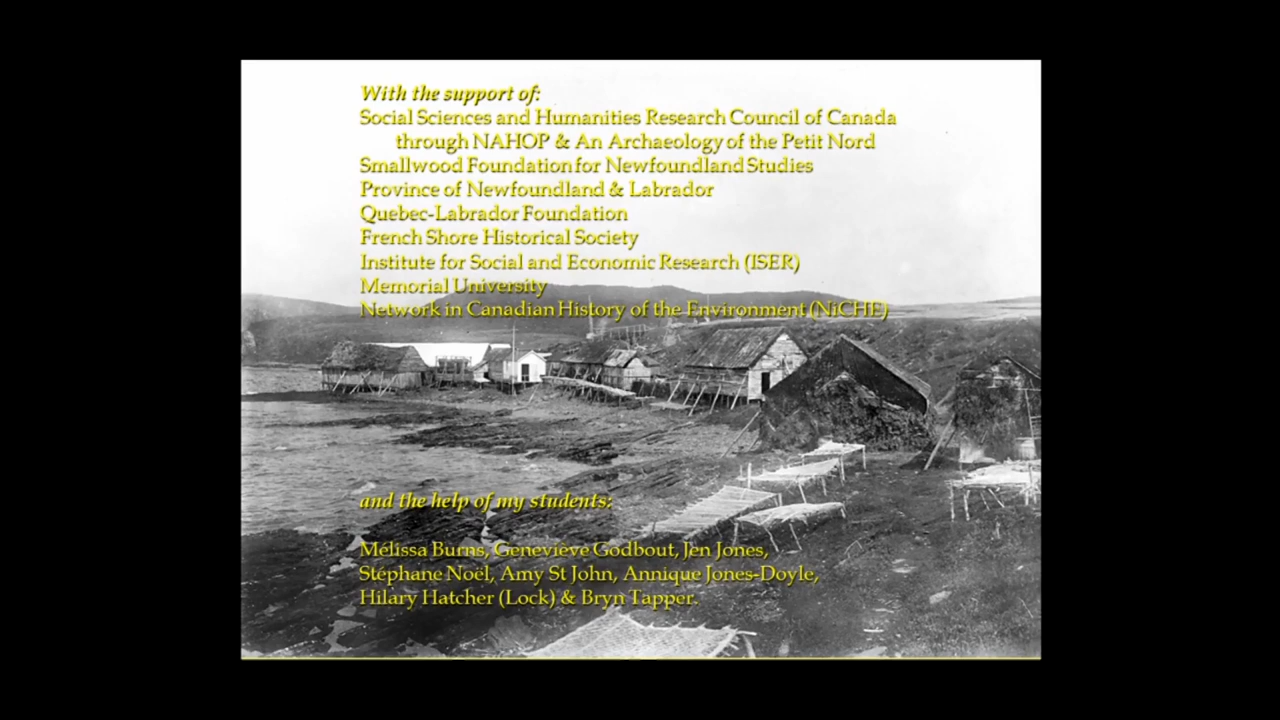 With the support of:
Social Sciences and Humanities Research Council of Canada
through NAHOP & An Archaeology of the Petit Nord
Smallwood Foundation for Newfoundland Studies
Province of Newfoundland & Labrador
Quebec-Labrador Foundation
French Shore Historical Society
Institute for Social and Economic Research (ISER)
Memorial University
Network in Canadian History of the Environment (NiCHE)
and the help of my students:
Mélissa Burns, Geneviève Godbout, Jen Jones,
Stéphane Noël, Amy St John, Annique Jones-Doyle,
Hilary Hatcher (Lock) & Bryn Tapper.